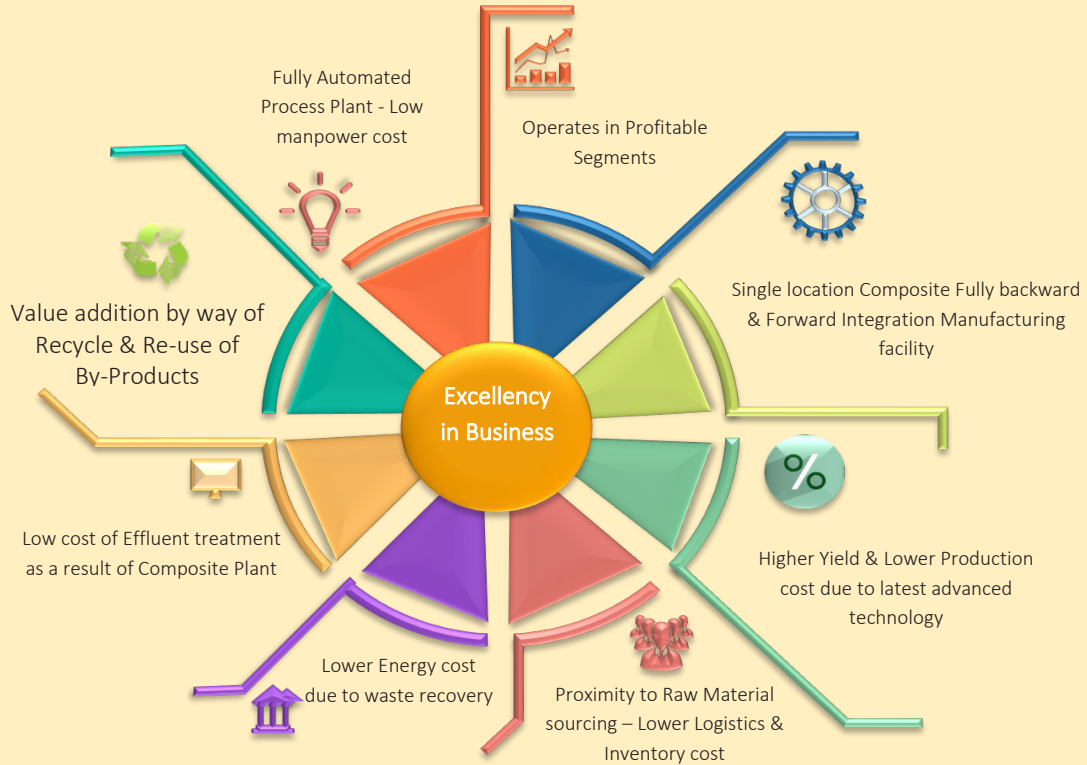 Fully Automated
Process Plant - Low
manpower cost
Operates in Profitable
Segments
Single location Composite Fully backward
& Forward Integration Manufacturing
facility
%
Higher Yield & Lower Production
cost due to latest advanced
technology
Proximity to Raw Material
sourcing – Lower Logistics &
Inventory cost
Lower Energy cost
due to waste recovery
Low cost of Effluent treatment
as a result of Composite Plant
Value addition by way of
Recycle & Re-use of
By-Products
Excellency
in Business